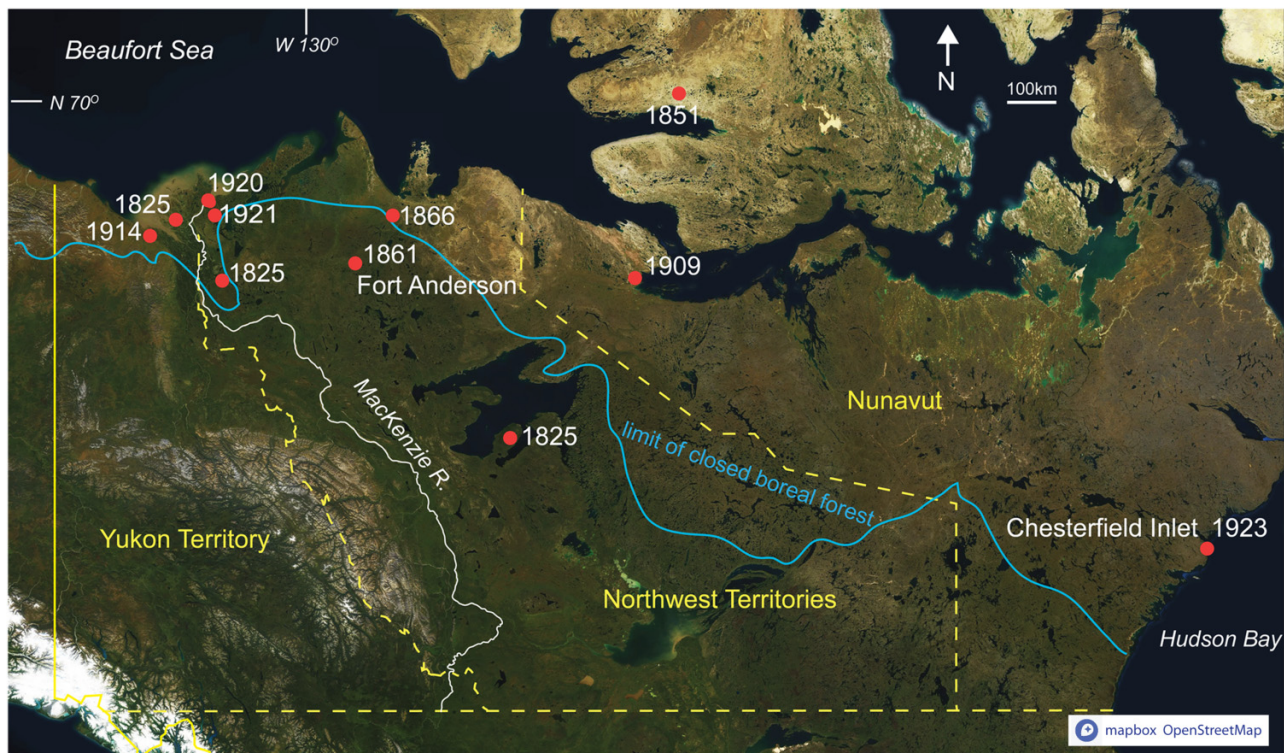 Beaufort Sea
W 130°
N
100km
N 70°
1851
1920
1825
1921
1866
1914
1861
Fort Anderson
1909
1825
MacKenzie R.
Nunavut
1825
limit of closed boreal forest
Yukon Territory
Chesterfield Inlet 1923
Northwest Territories
Hudson Bay
mapbox OpenStreetMap